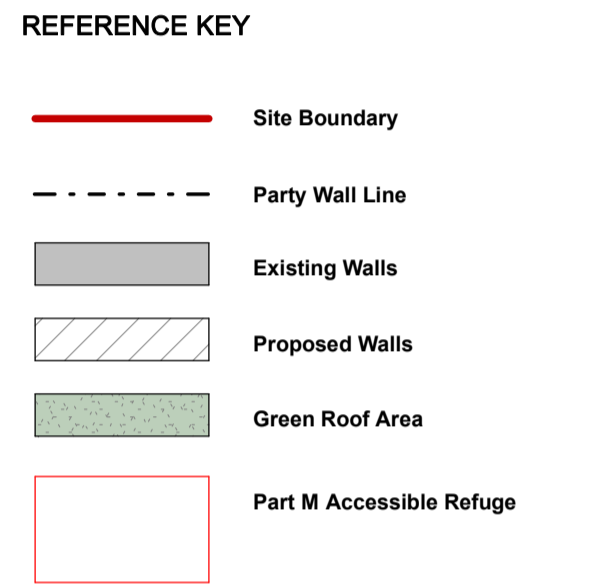 REFERENCE KEY
Site Boundary
Party Wall Line
Existing Walls
Proposed Walls
Green Roof Area
Part M Accessible Refuge